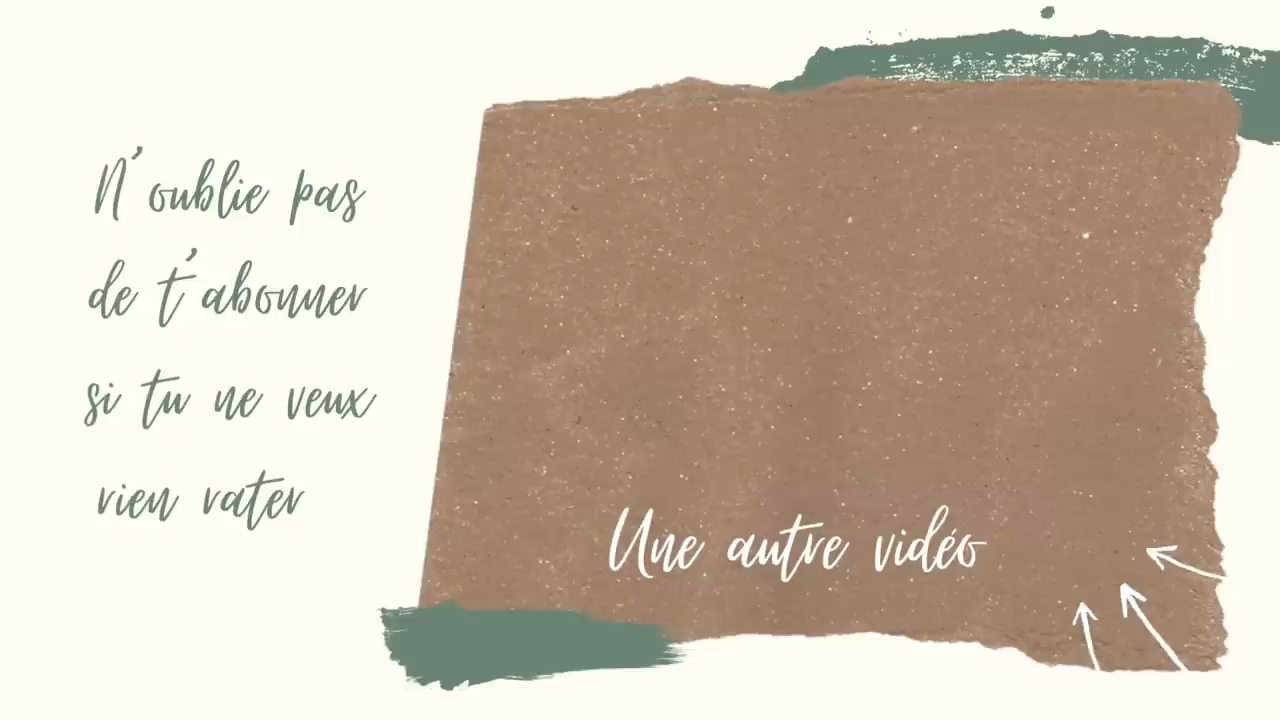 N'oublie pas
de t'abonner
si tu ne veux
rien rater
Une autre vidéo